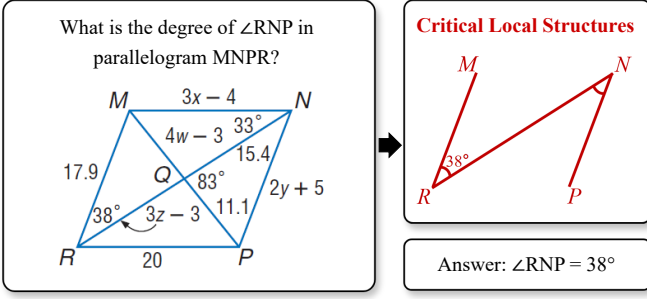 What is the degree of ∠RNP in
parallelogram MNPR?
M
3x – 4
N
4w – 3
33°
15.4
17.9
Q
83°
2y + 5
38°
3z – 3
11.1
R
20
P
Critical Local Structures
M
N
38°
R
P
Answer: ∠RNP = 38°